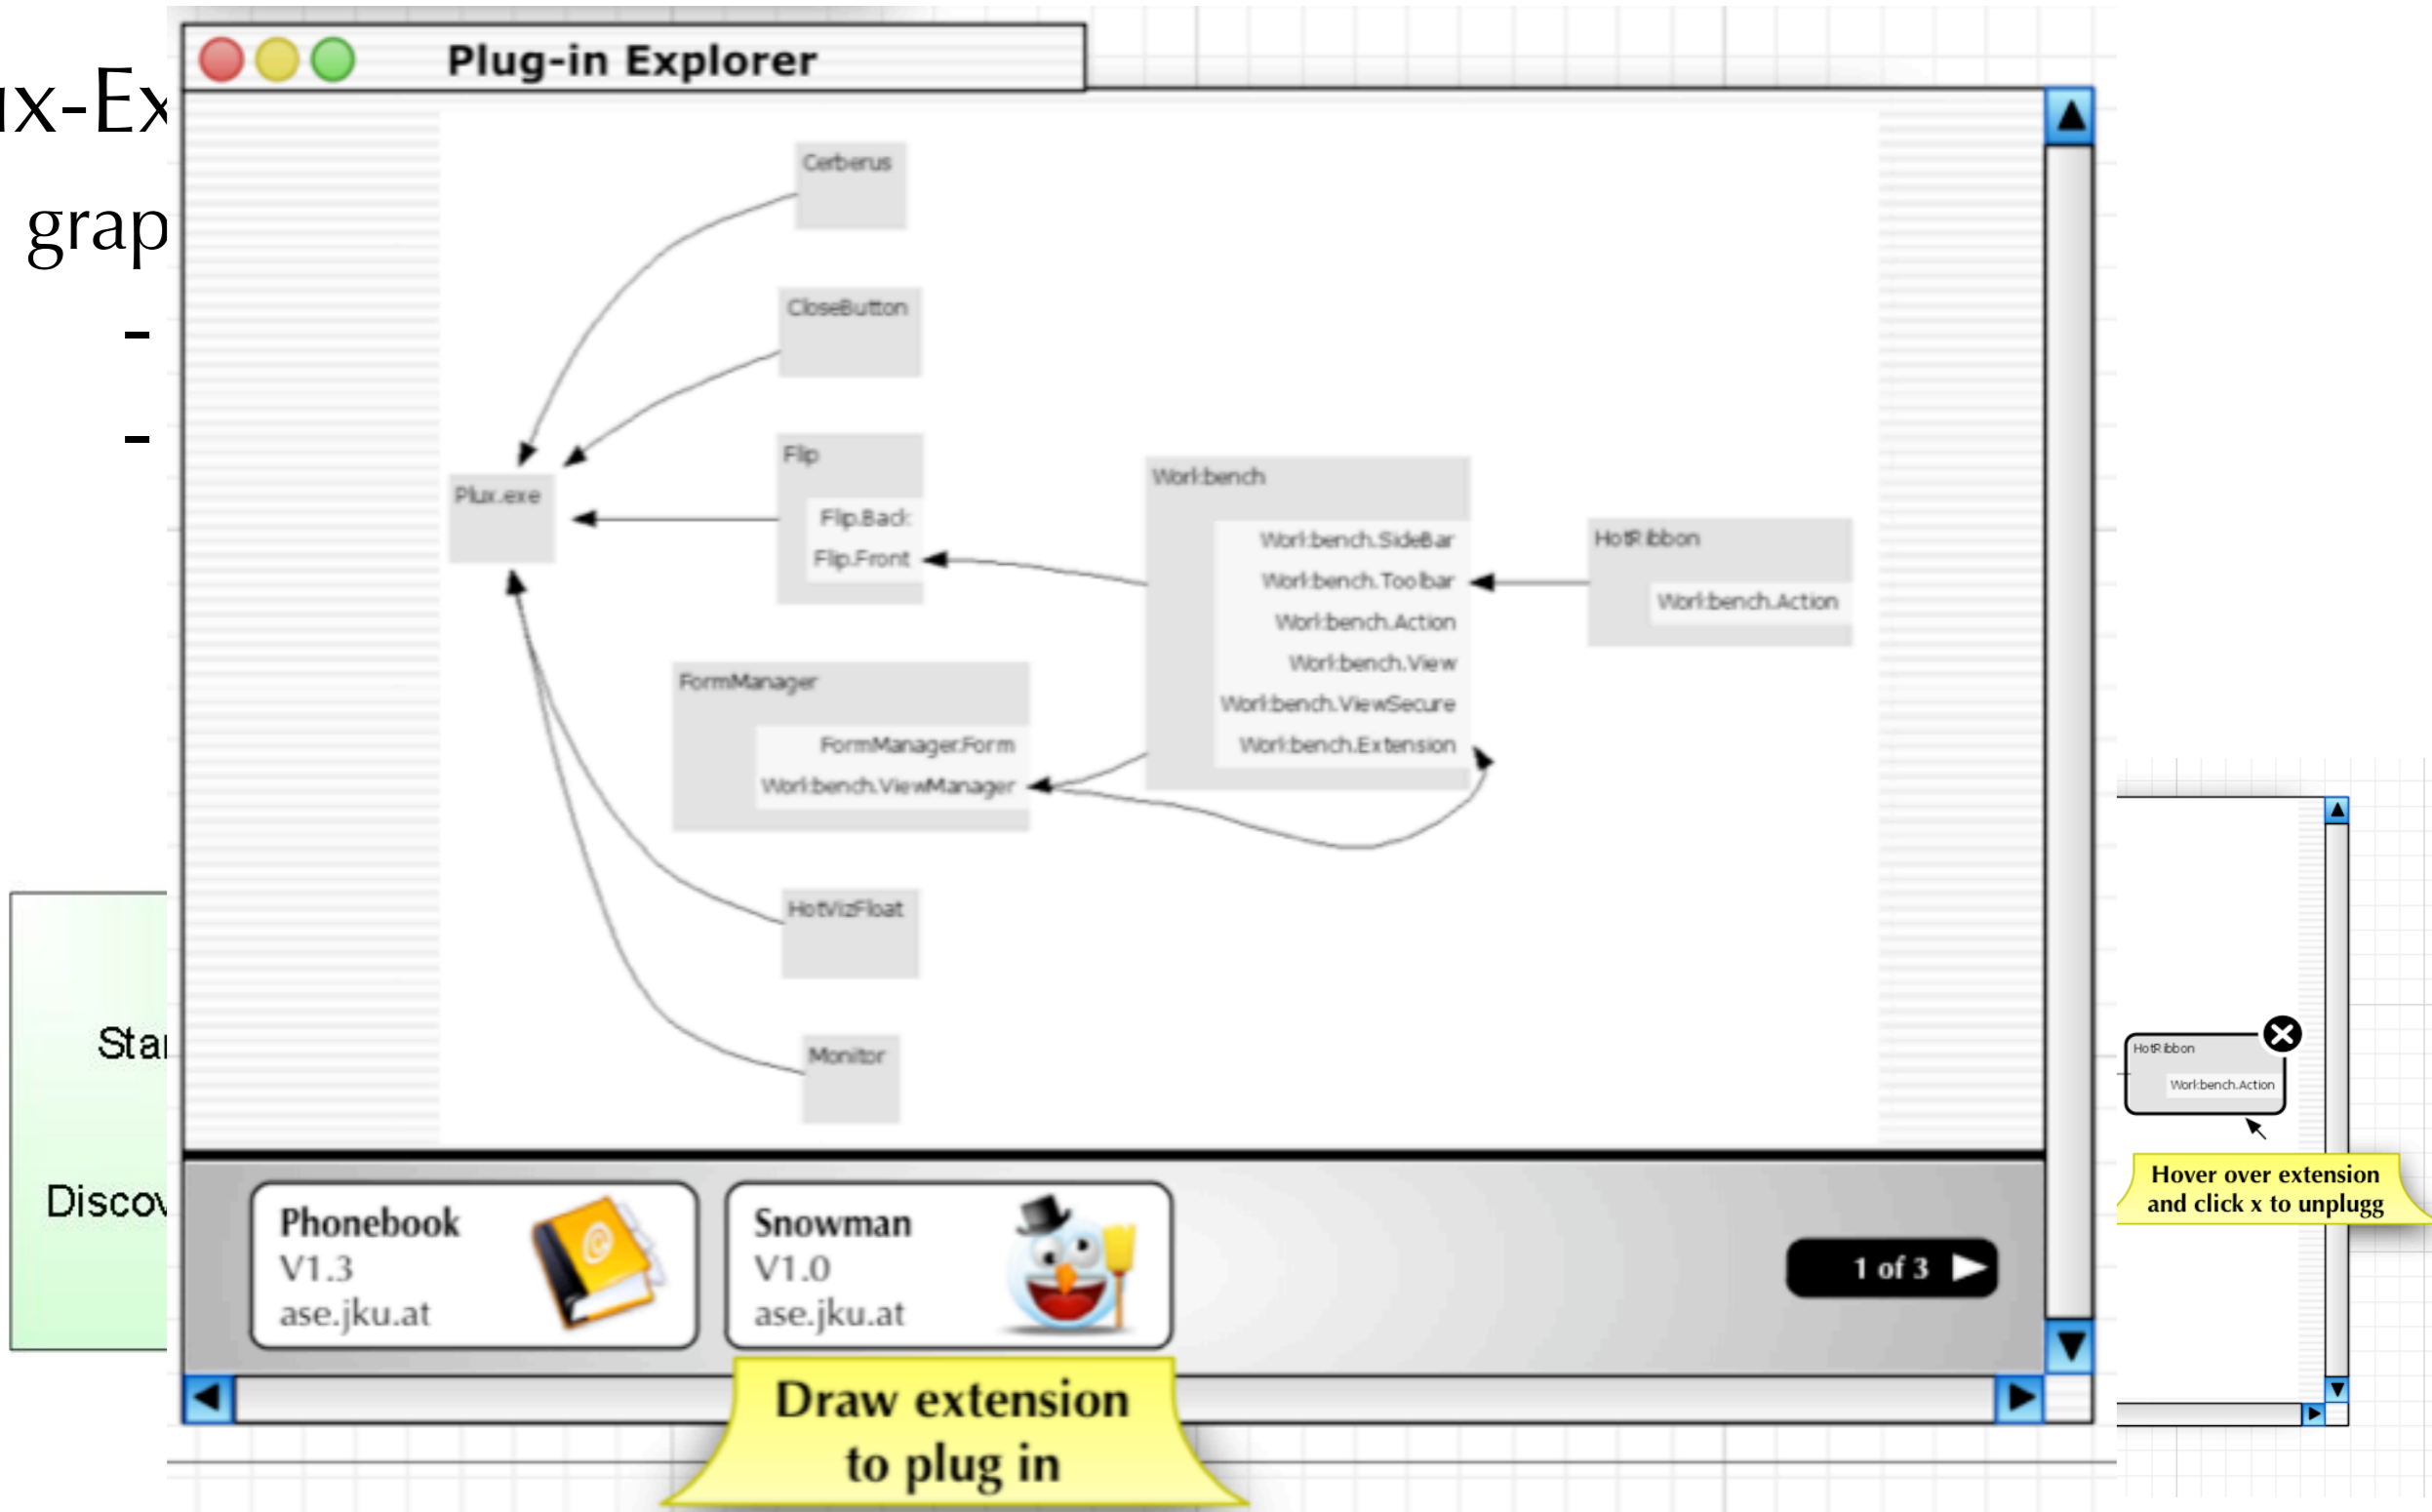 Plug-in Explorer
ux-Ex
grap
-
-
Cerberus
CloseButton
Flip
Flip.Back
Flip.Front
Plux.exe
Workbench
Workbench.SideBar
Workbench.Toolbar
Workbench.Action
Workbench.View
Workbench.ViewSecure
Workbench.Extension
HotRibbon
Workbench.Action
FormManager
FormManager.Form
Workbench.ViewManager
HotVizFloat
Monitor
Star
Discov
HotRibbon
Workbench.Action
Hover over extension
and click x to unplugg
Phonebook
V1.3
ase.jku.at
Snowman
V1.0
ase.jku.at
1 of 3
Draw extension
to plug in